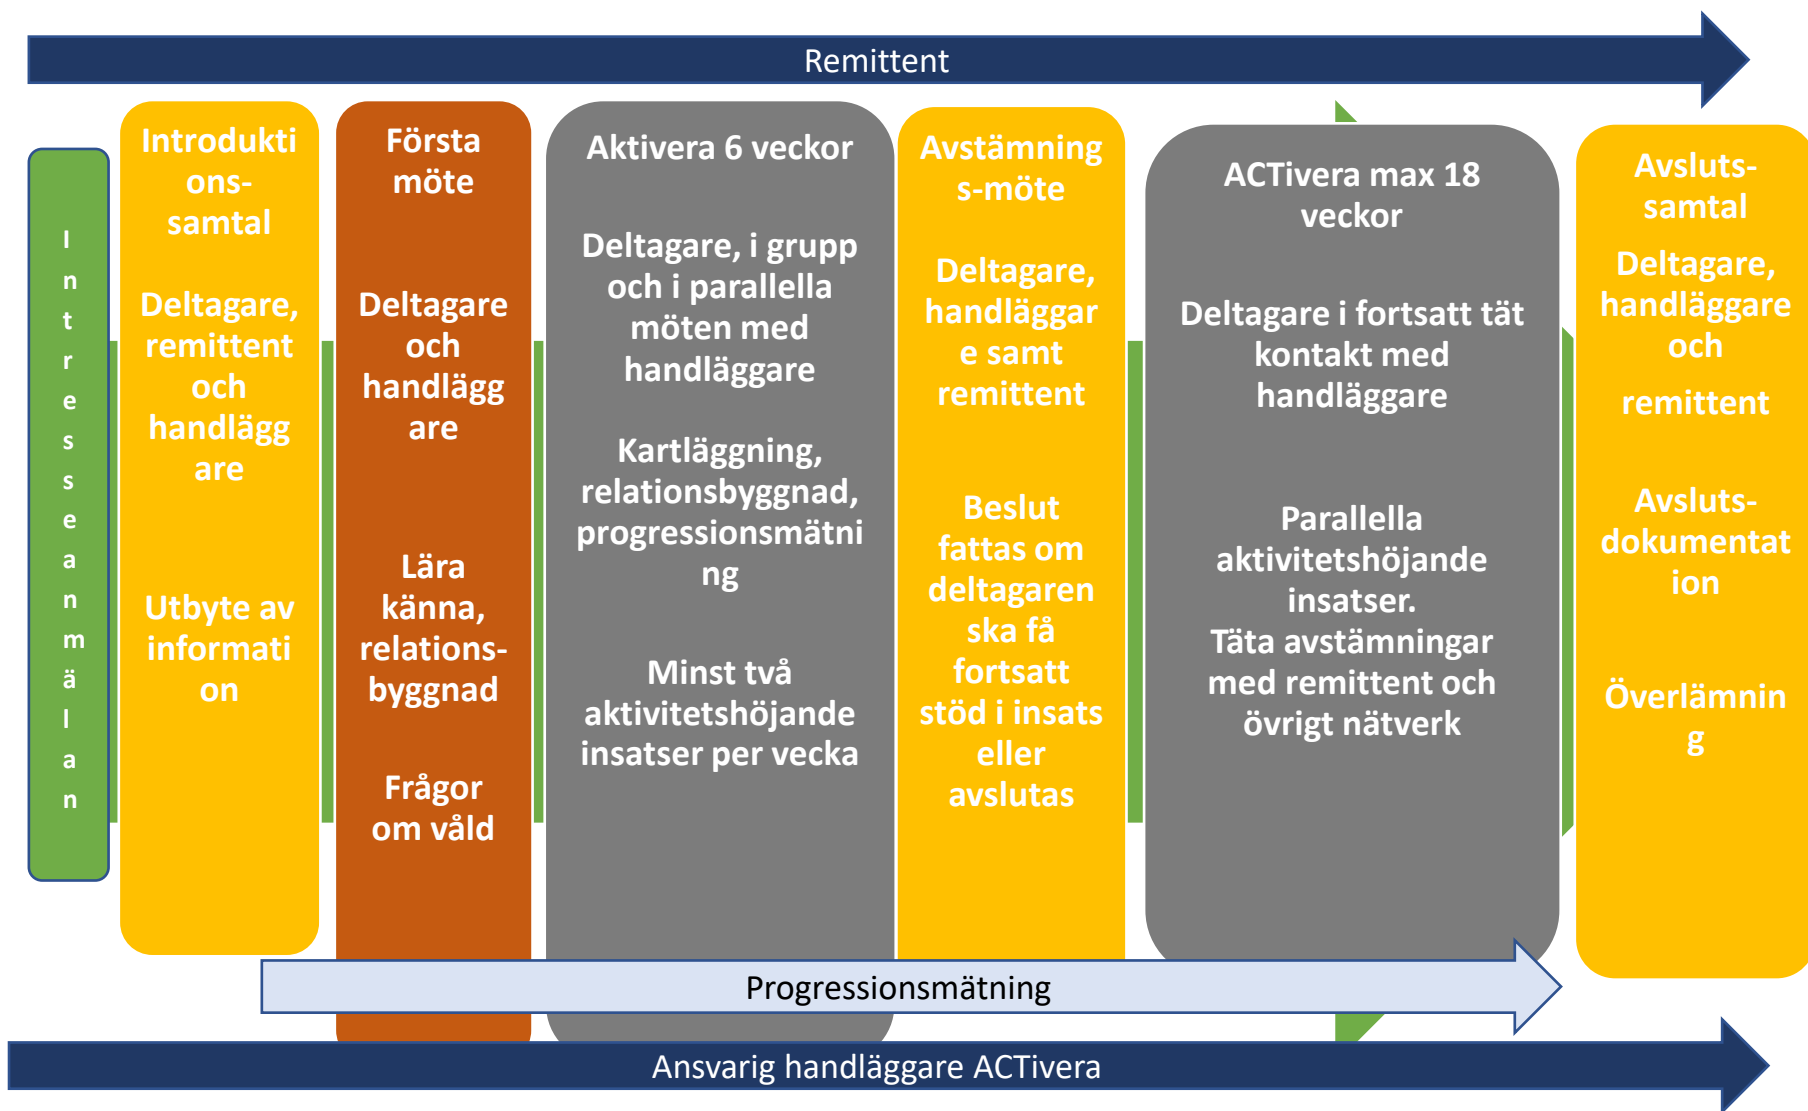 Remittent
Intresseanmälan
Introdukti
ons-
samtal
Deltagare,
remittent
och
handlägg
are
Utbyte av
informati
on
Första
möte
Deltagare
och
handlägg
are
Lära
känna,
relations-
byggnad
Frågor
om våld
Aktivera 6 veckor
Deltagare, i grupp
och i parallella
möten med
handläggare
Kartläggning,
relationsbyggnad,
progressionsmätni
ng
Minst två
aktivitetshöjande
insatser per vecka
Avstämning
s-möte
Deltagare,
handläggar
e samt
remittent
Beslut
fattas om
deltagaren
ska få
fortsatt
stöd i insats
eller
avslutas
ACTivera max 18
veckor
Deltagare i fortsatt tät
kontakt med
handläggare
Parallella
aktivitetshöjande
insatser.
Täta avstämningar
med remittent och
övrigt nätverk
Avsluts-
samtal
Deltagare,
handläggare
och
remittent
Avsluts-
dokumentat
ion
Överlämnin
g
Progressionsmätning
Ansvarig handläggare ACTivera